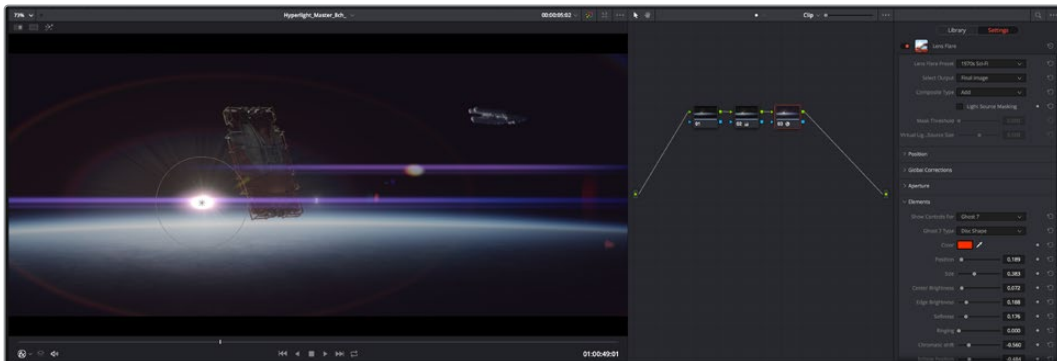 73%
Hyperlight_Master_8ch_
00:00:05:02
Clip
Library
Settings
Lens Flare
Lens Flare Preset 1970s Sci-Fi
Select Output Final Image
Composite Type Add
Light Source Masking
Mask Threshold
Position
Global Corrections
Aperture
Elements
Show Controls For Ghost 7
Ghost 7 Type Disc Shape
Color
Position 0.189
Size 0.383
Center Brightness 0.072
Edge Brightness 0.188
Softness 0.176
Ringing 0.000
Chromatic Shift -0.560
01:00:49:01